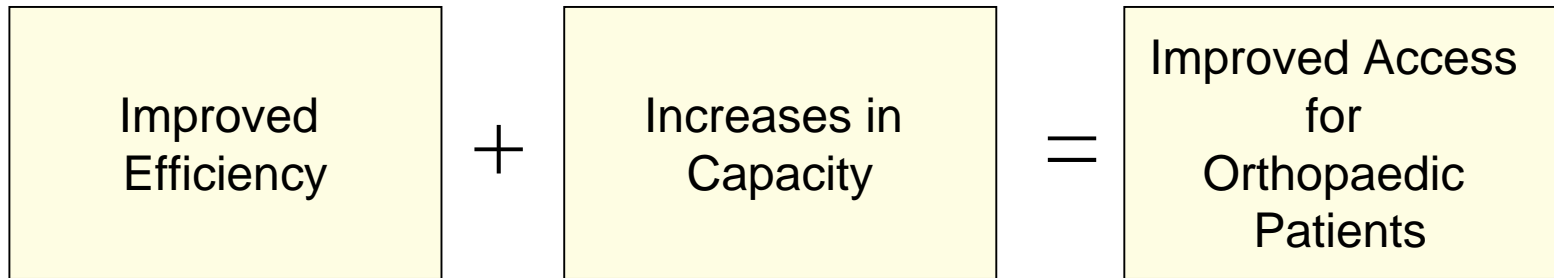 Improved
Efficiency
+
Increases in
Capacity
=
Improved Access
for
Orthopaedic
Patients